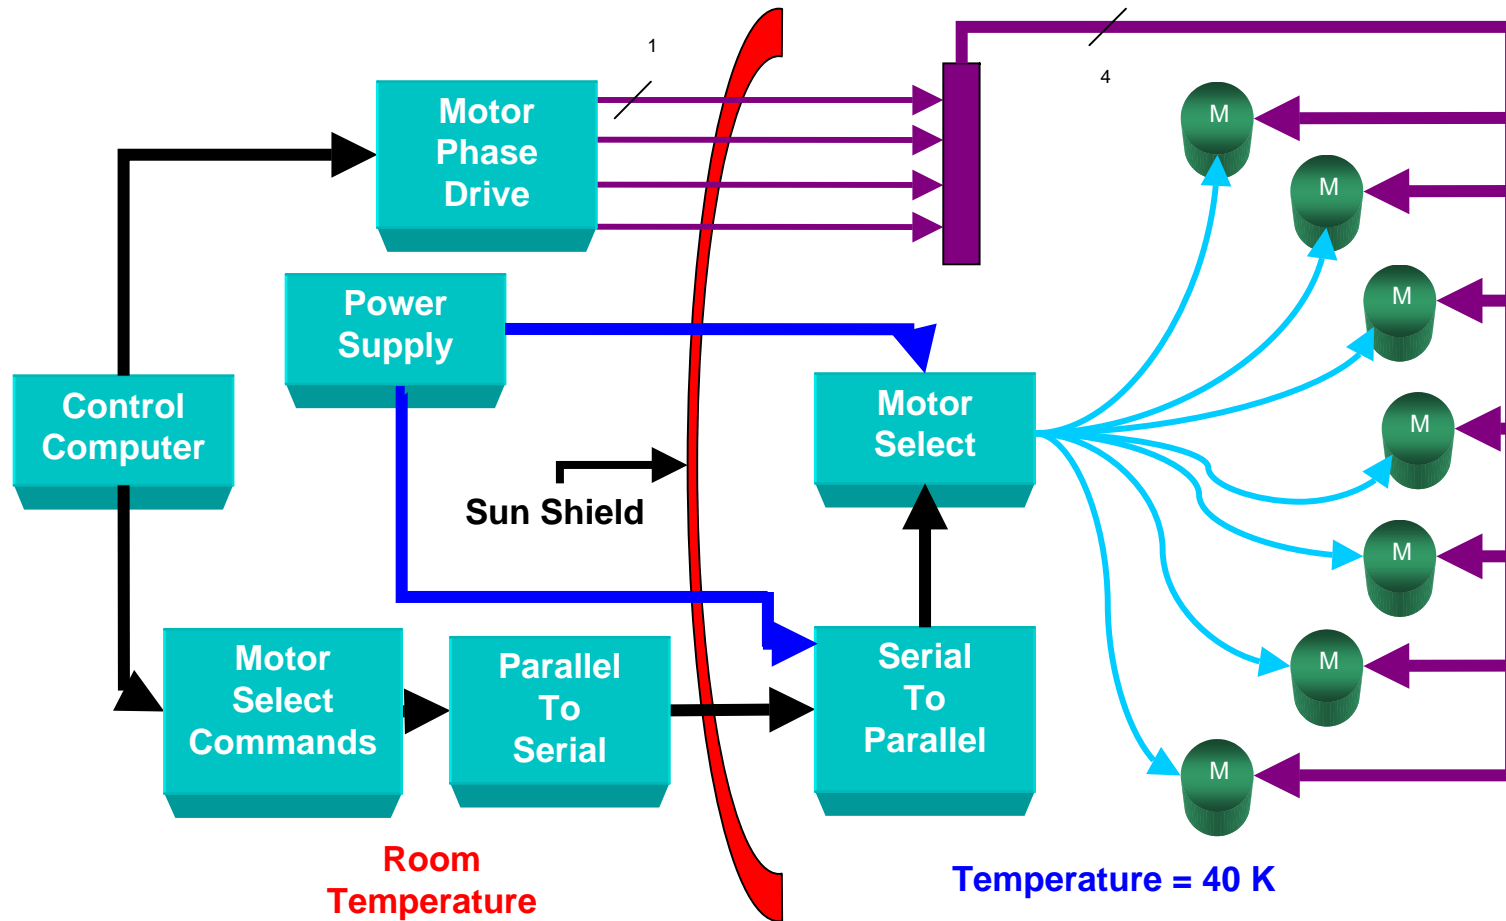 1
4
Motor
Phase
Drive
M
M
Power
Supply
M
Control
Computer
Motor
Select
M
Sun Shield
M
Motor
Select
Commands
Parallel
To
Serial
Serial
To
Parallel
M
M
Room
Temperature
Temperature = 40 K